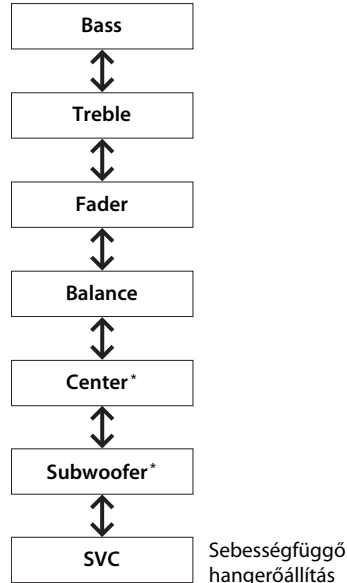 Bass
Treble
Fader
Balance
Center*
Subwoofer*
SVC
Sebességfüggő
hangerőállítás